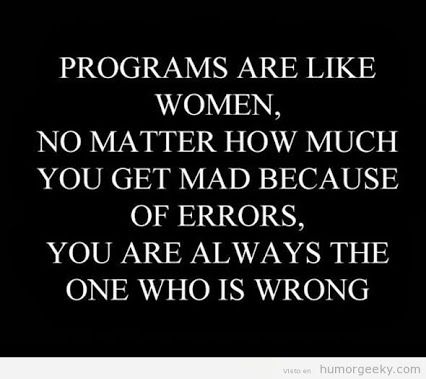 PROGRAMS ARE LIKE
WOMEN,
NO MATTER HOW MUCH
YOU GET MAD BECAUSE
OF ERRORS,
YOU ARE ALWAYS THE
ONE WHO IS WRONG
Visto en humorgeeky.com